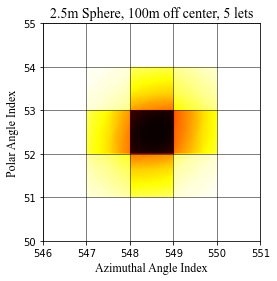 2.5m Sphere, 100m off center, 5 lets
55
54
53
52
51
50
Polar Angle Index
546 547 548 549 550 551
Azimuthal Angle Index